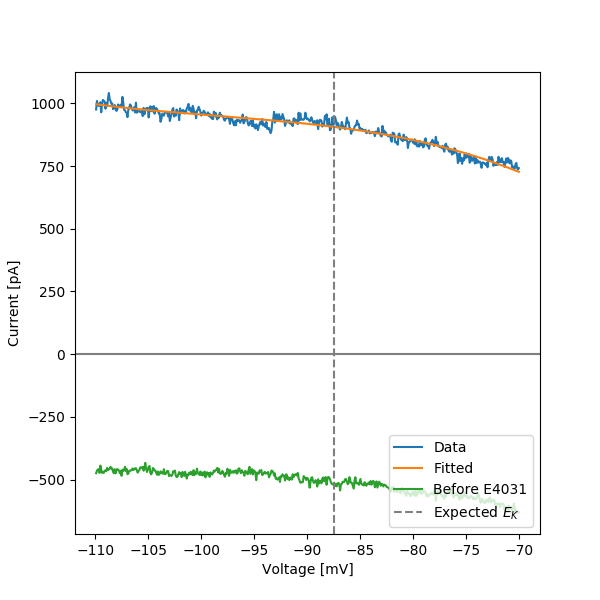 1000
750
500
250
0
−250
−500
Current [pA]
Data
Fitted
Before E4031
Expected E_K
−110 −105 −100 −95 −90 −85 −80 −75 −70
Voltage [mV]